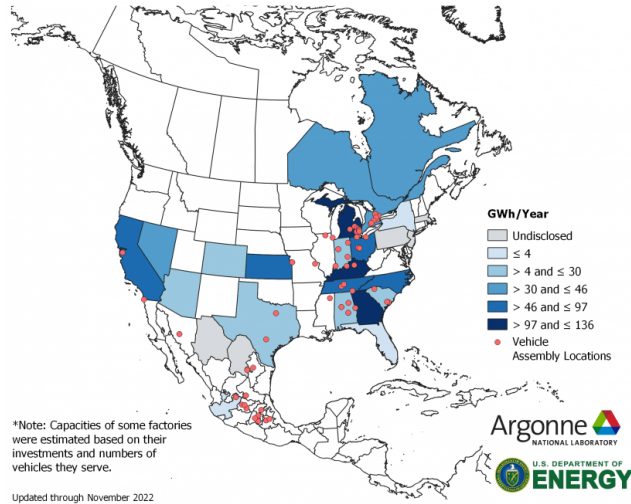 GWh/Year
Undisclosed
≤ 4
> 4 and ≤ 30
> 30 and ≤ 46
> 46 and ≤ 97
> 97 and ≤ 136
Vehicle
Assembly Locations
*Note: Capacities of some factories
were estimated based on their
investments and numbers of
vehicles they serve.
Updated through November 2022
Argonne
NATIONAL LABORATORY
U.S. DEPARTMENT OF
ENERGY